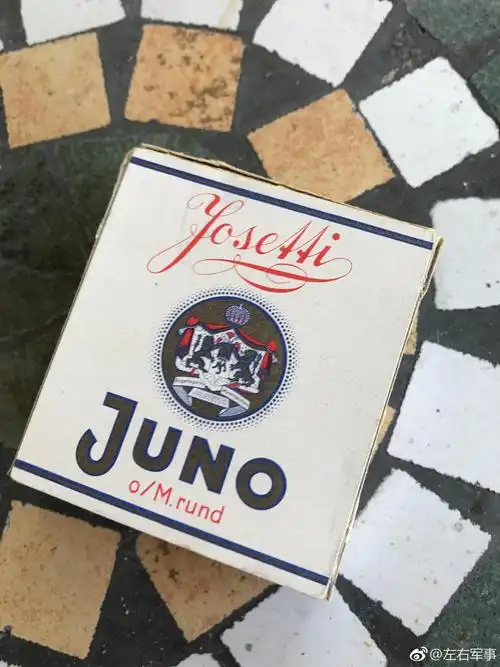 Josetti
JUNO
o/M.rund
@左右军事